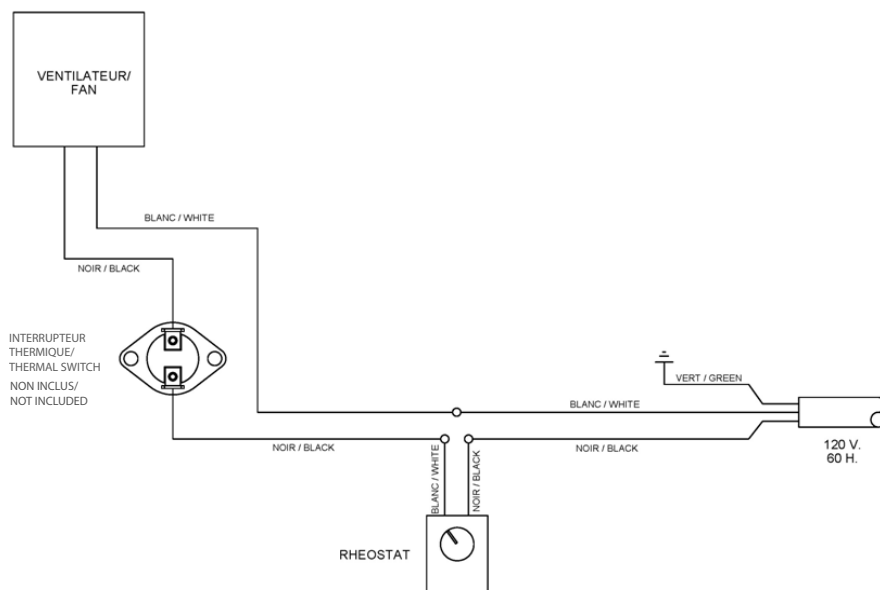 VENTILATEUR/
FAN
BLANC / WHITE
NOIR / BLACK
INTERRUPTEUR
THERMIQUE/
THERMAL SWITCH
NON INCLUS/
NOT INCLUDED
VERT / GREEN
BLANC / WHITE
120 V.
60 H.
NOIR / BLACK
NOIR / BLACK
BLANC / WHITE
NOIR / BLACK
RHEOSTAT